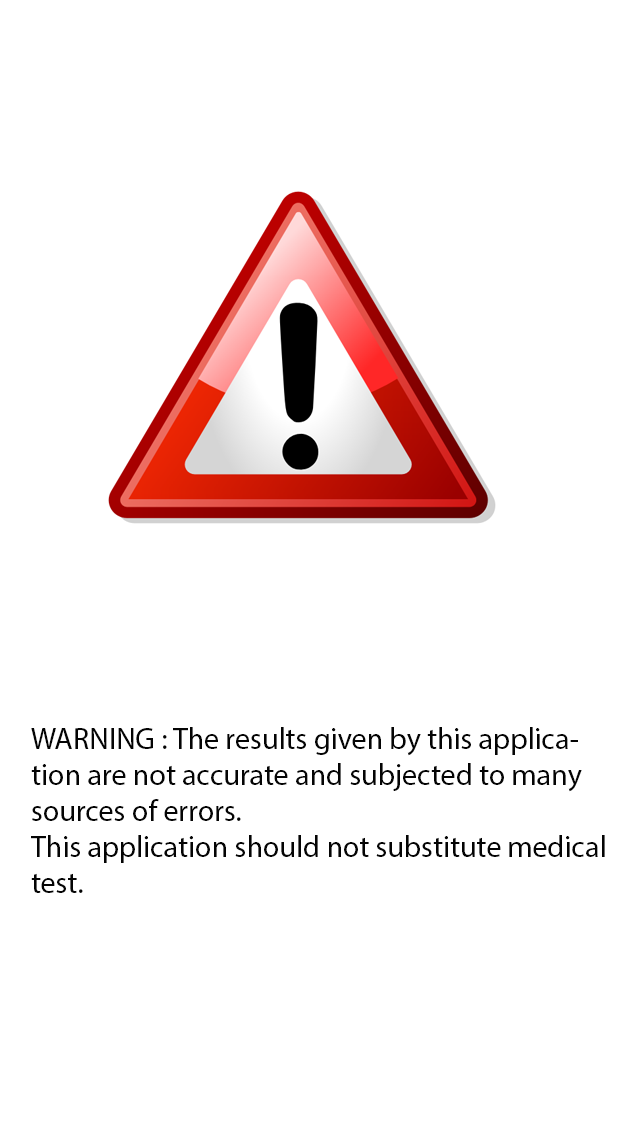 WARNING : The results given by this applica-
tion are not accurate and subjected to many
sources of errors.
This application should not substitute medical
test.